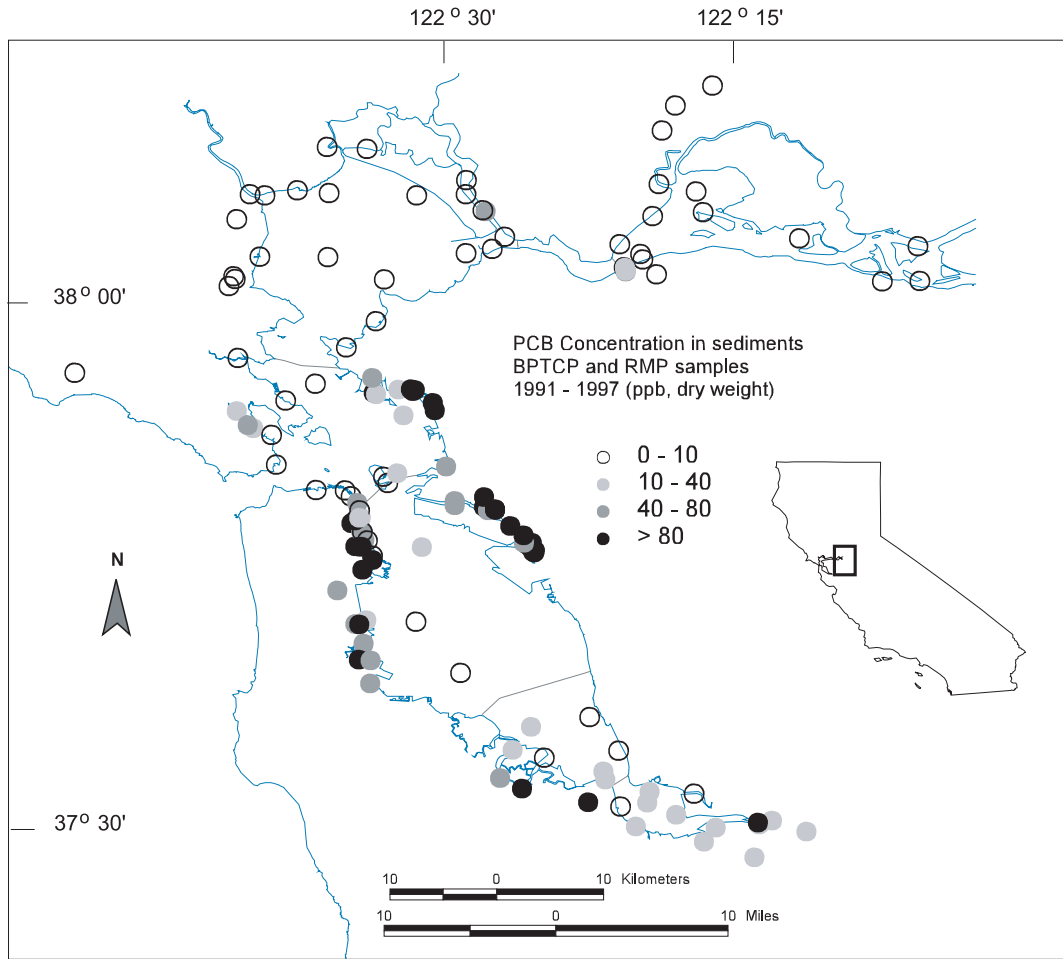 122 o 30' 122 o 15'
N
38 o 00'
37 o 30'
PCB Concentration in sediments
BPTCP and RMP samples
1991 - 1997 (ppb, dry weight)
0 - 10
10 - 40
40 - 80
> 80
10 0 10 Kilometers
10 0 10 Miles